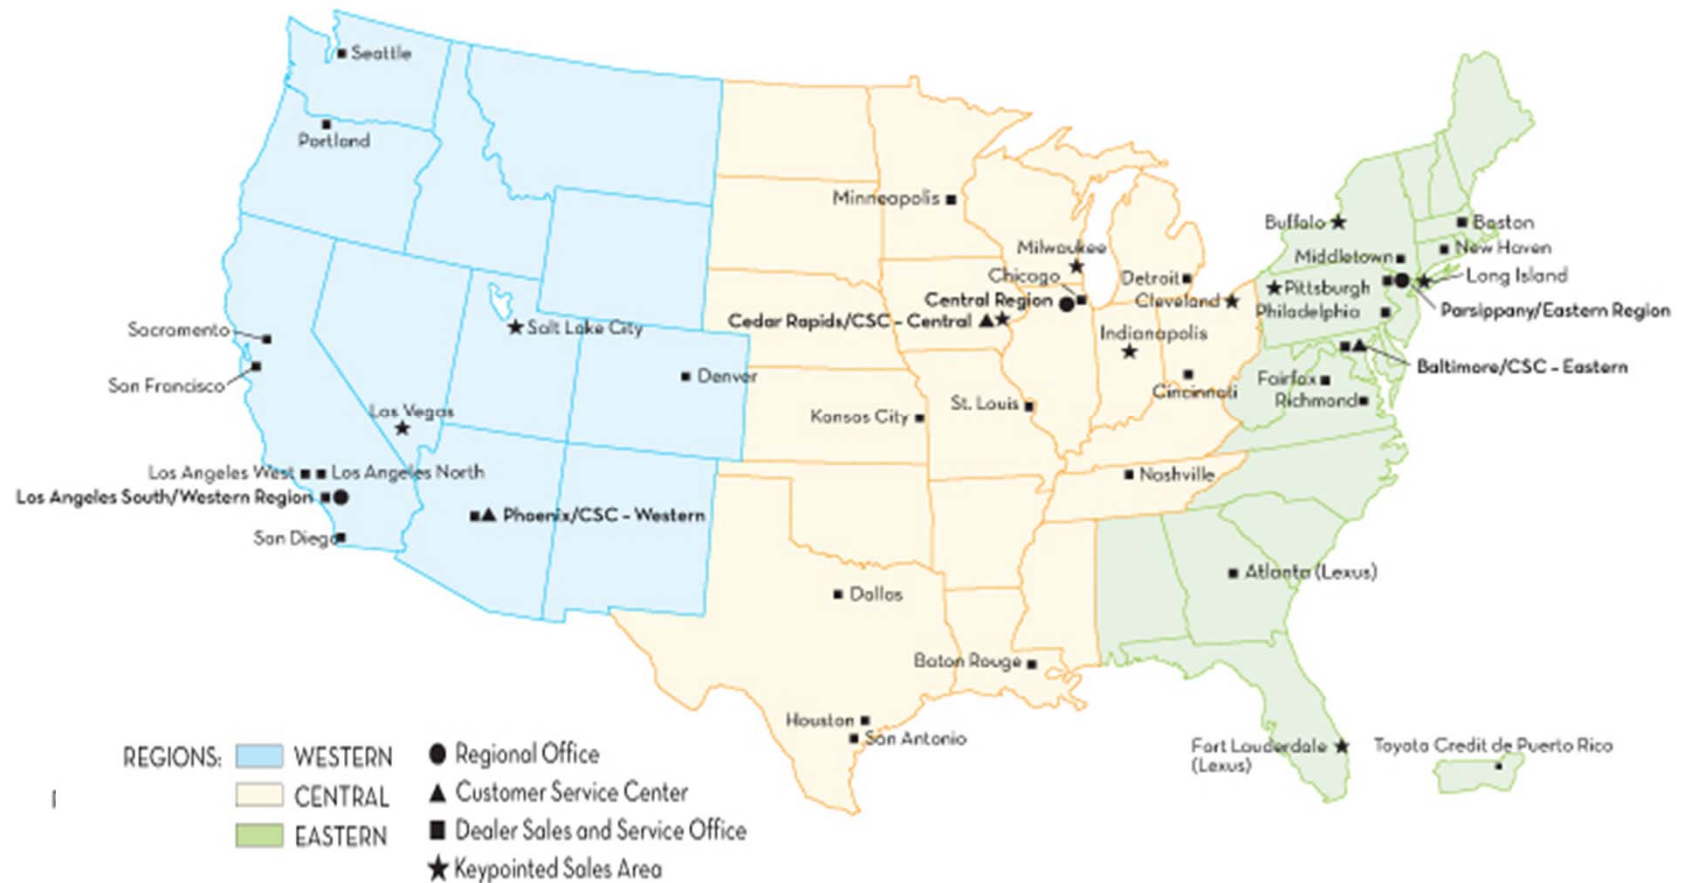 Seattle
Portland
Minneapolis
Milwaukee
Chicago
Detroit
Central Region
Cleveland
Cedar Rapids/CSC - Central
Indianapolis
Cincinnati
Buffalo
Boston
New Haven
Middletown
Long Island
Pittsburgh
Parsippany/Eastern Region
Philadelphia
Baltimore/CSC - Eastern
Fairfax
Richmond
Sacramento
San Francisco
Salt Lake City
Denver
Las Vegas
Kansas City
St. Louis
Los Angeles West
Los Angeles North
Los Angeles South/Western Region
Phoenix/CSC - Western
San Diego
Nashville
Dallas
Atlanta (Lexus)
Baton Rouge
Houston
San Antonio
Fort Lauderdale
(Lexus)
Toyota Credit de Puerto Rico
REGIONS:
WESTERN
CENTRAL
EASTERN
Regional Office
Customer Service Center
Dealer Sales and Service Office
Keypointed Sales Area